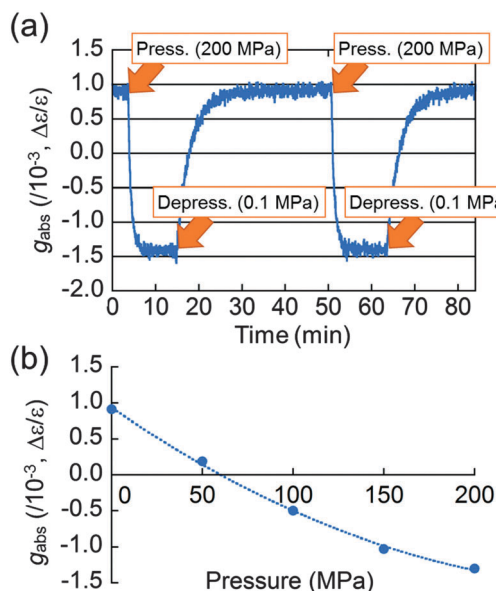 (a)
1.5
Press. (200 MPa)
Press. (200 MPa)
1.0
0.5
0.0
-0.5
Depress. (0.1 MPa)
Depress. (0.1 MP
-1.0
-1.5
-2.0
gabs (/10⁻³, Δε/ε)
0 10 20 30 40 50 60 70 80
Time (min)
(b)
1.5
1.0
0.5
0.0
-0.5
-1.0
-1.5
gabs (/10⁻³, Δε/ε)
0 50 100 150 200
Pressure (MPa)